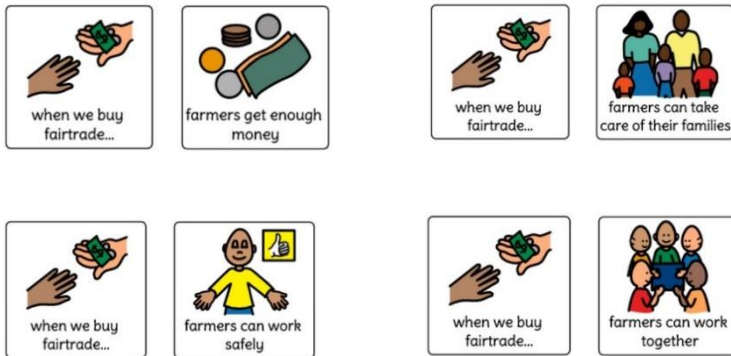 when we buy
fairtrade...
farmers get enough
money
when we buy
fairtrade...
farmers can take
care of their families
when we buy
fairtrade...
farmers can work
safely
when we buy
fairtrade...
farmers can work
together